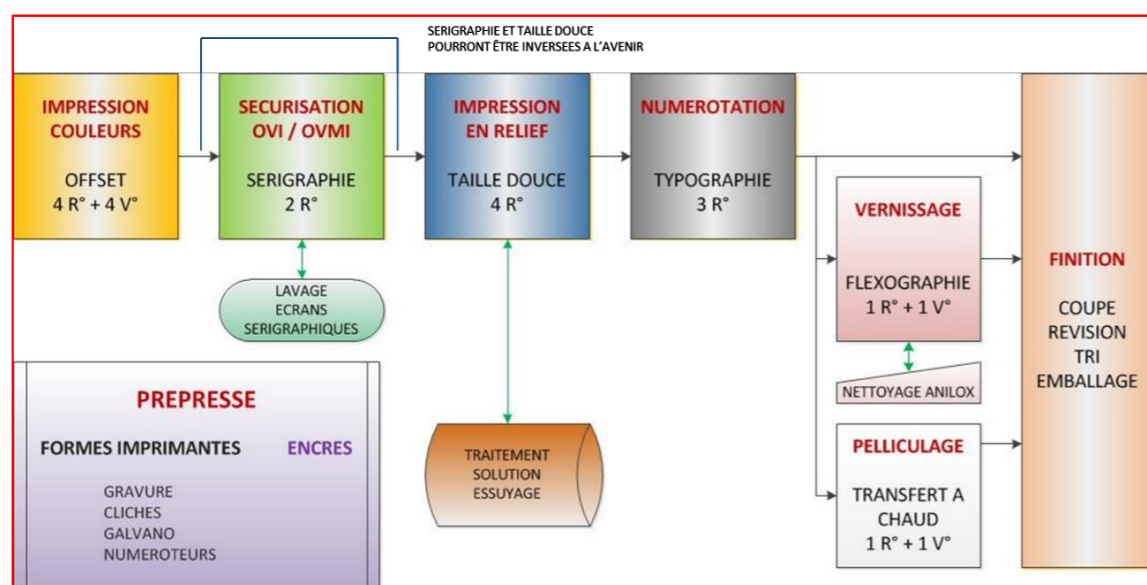 SERIGRAPHIE ET TAILLE DOUCE
POURRONT ÊTRE INVERSEES A L'AVENIR
IMPRESSION
COULEURS
OFFSET
4 R° + 4 V°
SECURISATION
OVI / OVMI
SERIGRAPHIE
2 R°
IMPRESSION
EN RELIEF
TAILLE DOUCE
4 R°
NUMEROTATION
TYPOGRAPHIE
3 R°
VERNISSAGE
FLEXOGRAPHIE
1 R° + 1 V°
FINITION
COUPE
REVISION
TRI
EMBALLAGE
LAVAGE
ECRANS
SERIGRAPHIQUES
NETTOYAGE ANILOX
PREPRESSE
FORMES IMPRIMANTES ENCRES
GRAVURE
CLICHES
GALVANO
NUMEROTEURS
TRAITEMENT
SOLUTION
ESSUYAGE
PELLICULAGE
TRANSFERT A
CHAUD
1 R° + 1 V°